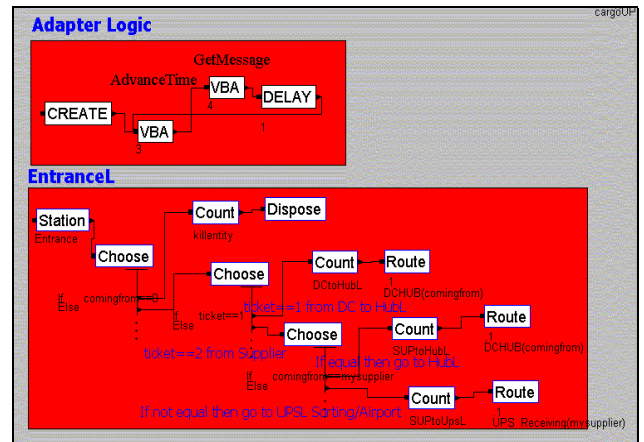 cargoUP
Adapter Logic
GetMessage
AdvanceTime
VBA
4
DELAY
1
CREATE
VBA
3
EntranceL
Station
Entrance
Count
killentity
Dispose
Choose
If
Else
comingfrom==0
Choose
If
Else
ticket==1
Count
DCtoHubL
Route
1
DCHUB(comingfrom)
ticket==1 from DC to HubL
Choose
If
Else
comingfrom==mysupplier
ticket==2 from Supplier
Count
SUPtoHubL
Route
1
DCHUB(comingfrom)
If equal then go to HubL
Count
SUPtoUpsL
Route
1
UPS_Receiving(mysupplier)
If not equal then go to UPSL Sorting/Airport